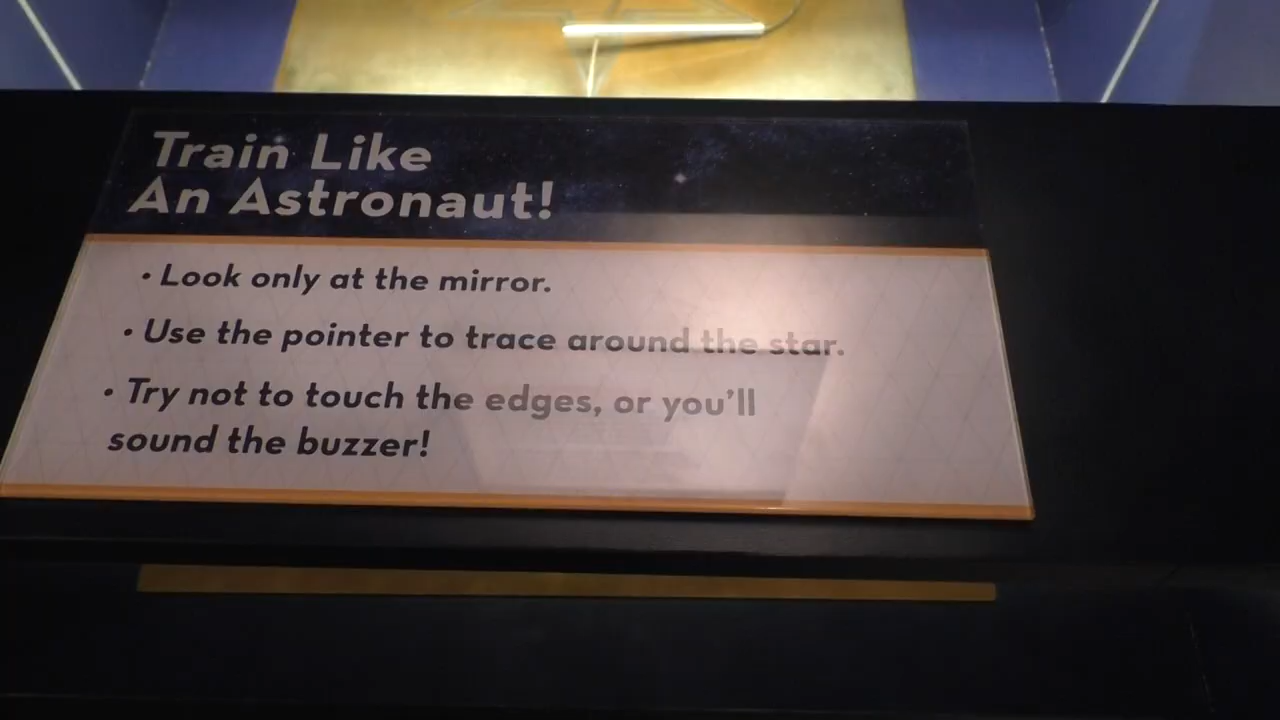 Train Like
An Astronaut!
• Look only at the mirror.
• Use the pointer to trace around the star.
• Try not to touch the edges, or you'll
sound the buzzer!